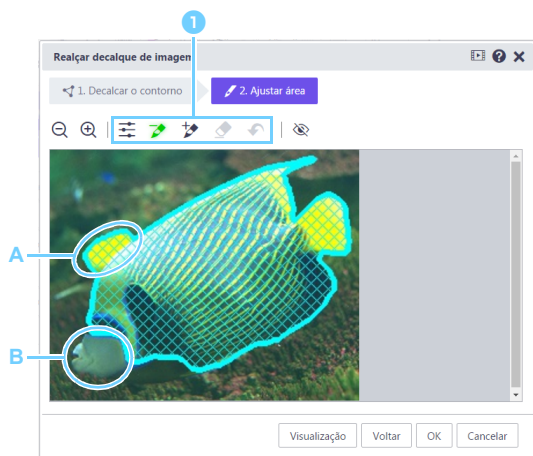 1
Realçar decalque de imagem
1. Decalcar o contorno
2. Ajustar área
A
B
Visualização
Voltar
OK
Cancelar